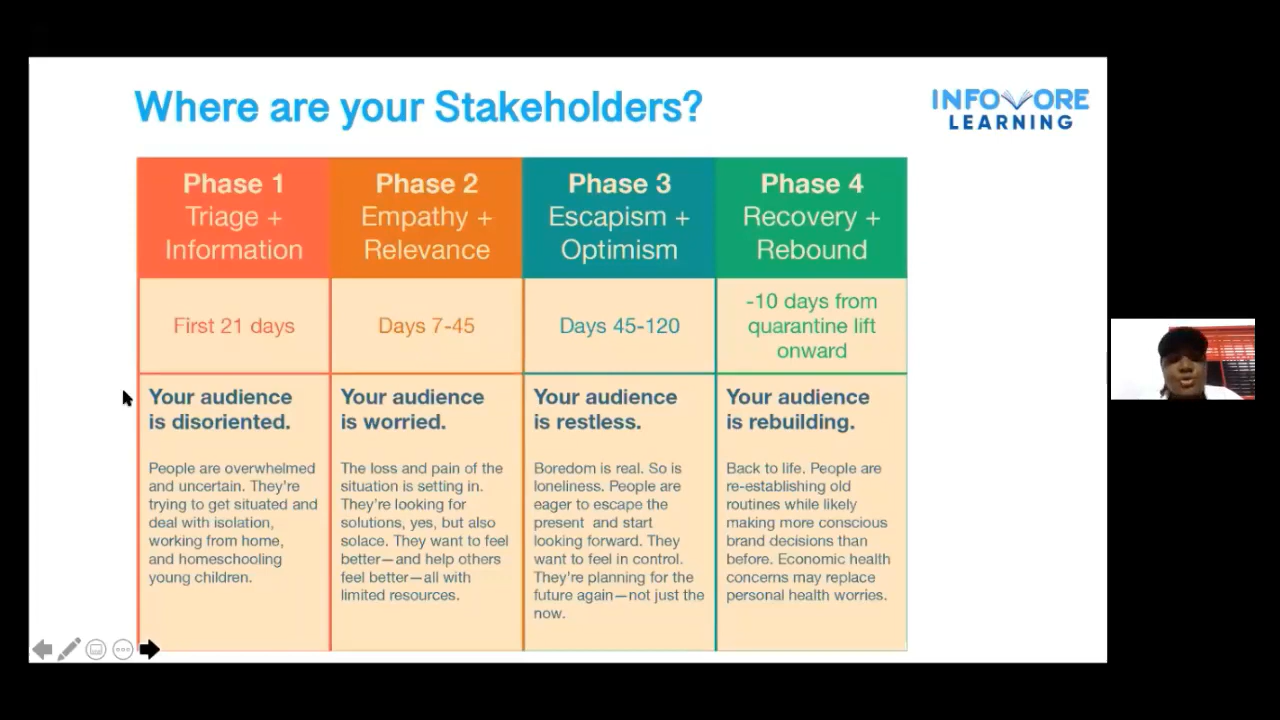 Where are your Stakeholders?
INFOVORE
LEARNING
Phase 1
Triage +
Information
Phase 2
Empathy +
Relevance
Phase 3
Escapism +
Optimism
Phase 4
Recovery +
Rebound
First 21 days
Days 7-45
Days 45-120
-10 days from
quarantine lift
onward
Your audience
is disoriented.
People are overwhelmed
and uncertain. They're
trying to get situated and
deal with isolation,
working from home,
and homeschooling
young children.
Your audience
is worried.
The loss and pain of the
situation is setting in.
They're looking for
solutions, yes, but also
solace. They want to feel
better—and help others
feel better—all with
limited resources.
Your audience
is restless.
Boredom is real. So is
loneliness. People are
eager to escape the
present and start
looking forward. They
want to feel in control.
They're planning for the
future again—not just the
now.
Your audience
is rebuilding.
Back to life. People are
re-establishing old
routines while likely
making more conscious
brand decisions than
before. Economic health
concerns may replace
personal health worries.